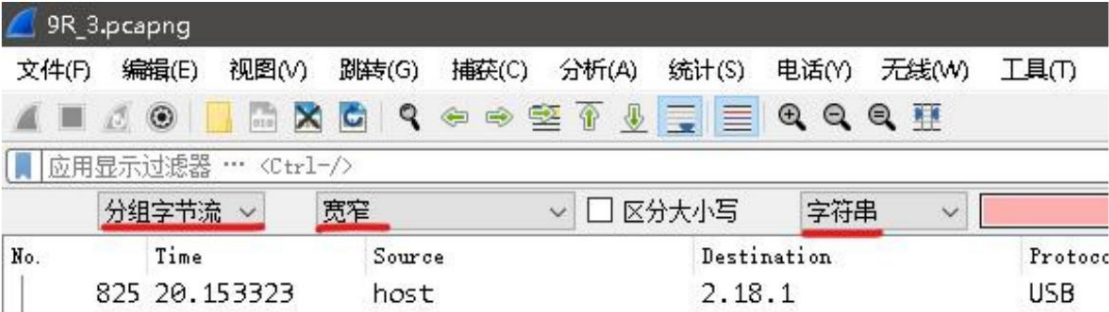 9R_3.pcapng
文件(F) 编辑(E) 视图(V) 跳转(G) 捕获(C) 分析(A) 统计(S) 电话(Y) 无线(W) 工具(T)
应用显示过滤器 … <Ctrl-/>
分组字节流 宽窄 区分大小写 字符串
No. Time Source Destination Protoco
825 20.153323 host 2.18.1 USB